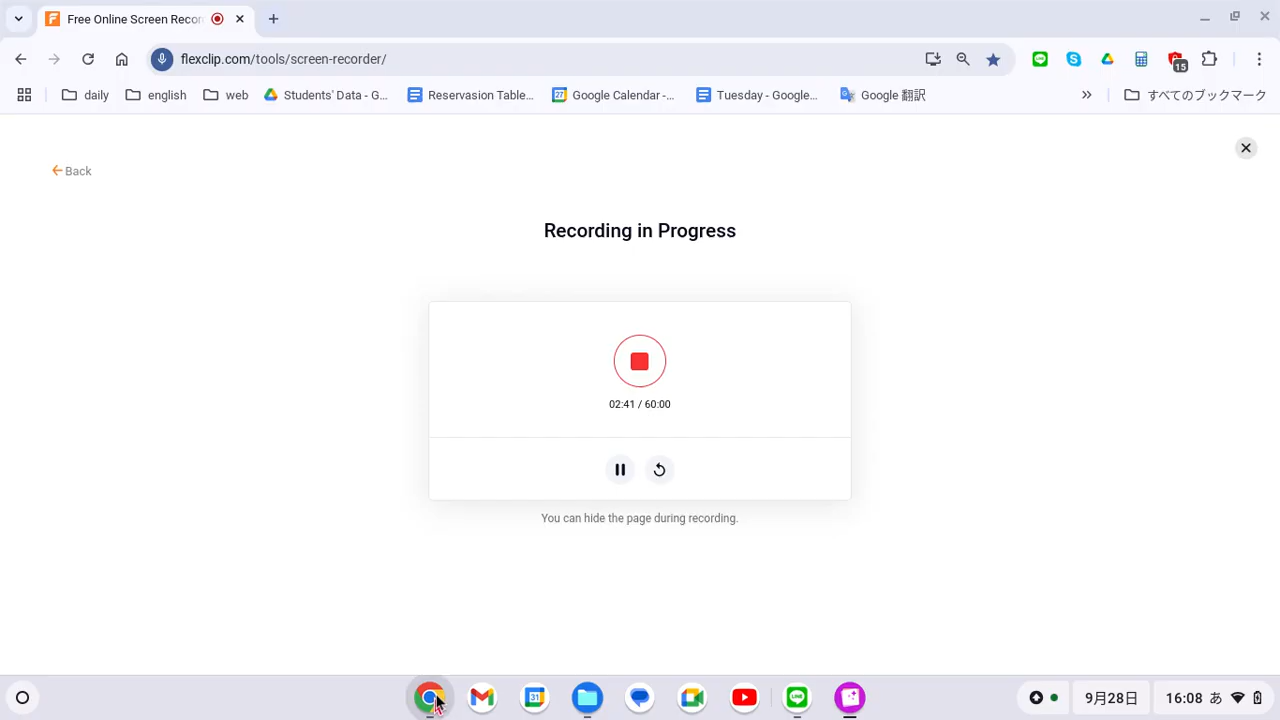 Free Online Screen Recor
flexclip.com/tools/screen-recorder/
15
daily
english
web
Students' Data - G...
Reservasion Table...
27
Google Calendar -...
Tuesday - Google...
Google 翻訳
すべてのブックマーク
Back
Recording in Progress
02:41 / 60:00
You can hide the page during recording.
31
LINE
9月28日
16:08 あ